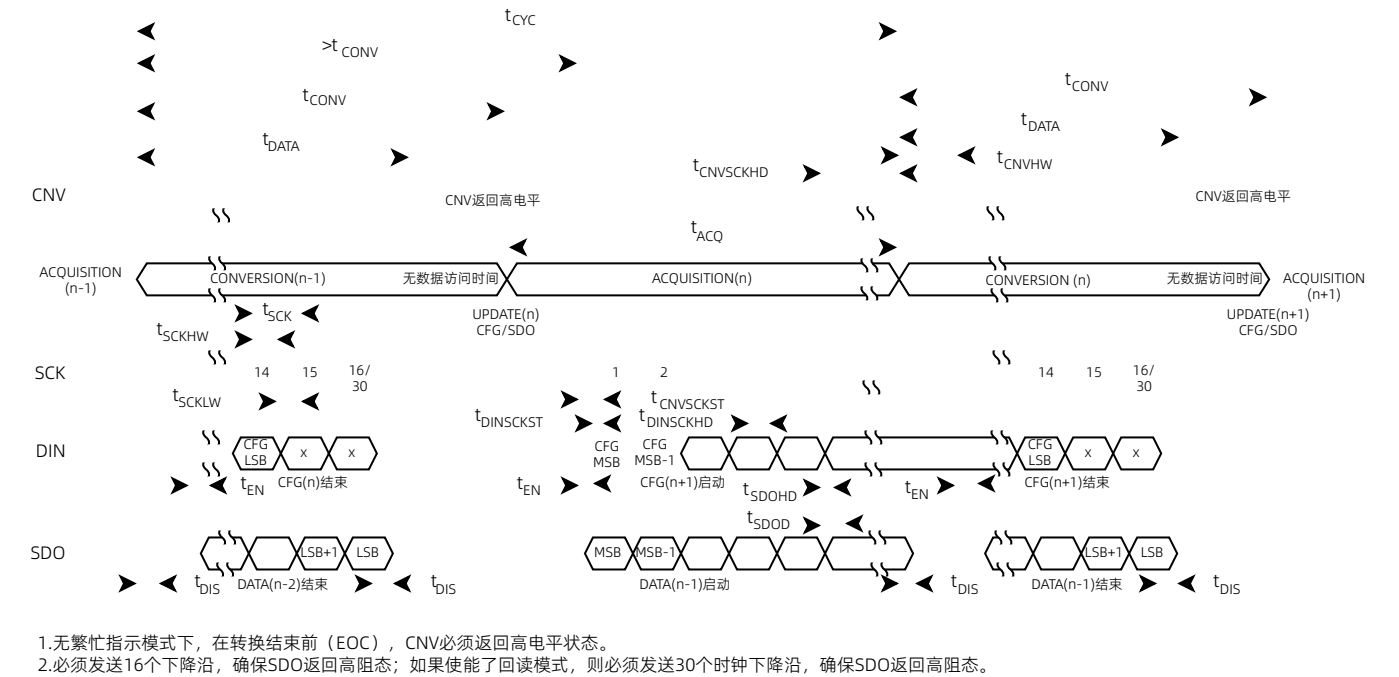 tCYC
>t CONV
tCONV
tCONV
tDATA
tDATA
tCNVSCKHD
tCNVHW
CNV
CNV返回高电平
CNV返回高电平
tACQ
ACQUISITION
(n-1)
CONVERSION(n-1)
无数据访问时间
ACQUISITION(n)
CONVERSION (n)
无数据访问时间
ACQUISITION
(n+1)
tSCK
UPDATE(n)
CFG/SDO
UPDATE(n+1)
CFG/SDO
tSCKHW
SCK
14
15
16/
30
1
2
14
15
16/
30
tSCKLW
tCNVSCKST
tDINSCKST
tDINSCKHD
DIN
CFG
LSB
x
x
CFG
MSB
CFG
MSB-1
CFG
LSB
x
x
tEN
CFG(n)结束
tEN
CFG(n+1)启动
tSDOHD
tEN
CFG(n+1)结束
tSDOD
SDO
LSB+1
LSB
MSB
MSB-1
LSB+1
LSB
tDIS
DATA(n-2)结束
tDIS
DATA(n-1)启动
tDIS
DATA(n-1)结束
tDIS
1.无繁忙指示模式下，在转换结束前（EOC），CNV必须返回高电平状态。
2.必须发送16个下降沿，确保SDO返回高阻态；如果使能了回读模式，则必须发送30个时钟下降沿，确保SDO返回高阻态。